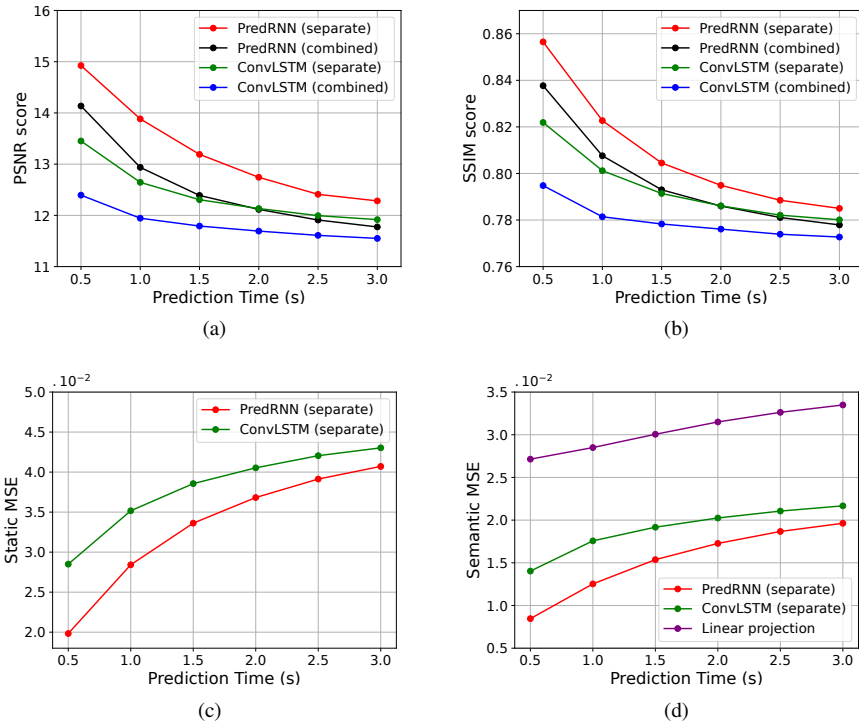 16
15
14
13
12
11
PSNR score
PredRNN (separate)
PredRNN (combined)
ConvLSTM (separate)
ConvLSTM (combined)
0.5 1.0 1.5 2.0 2.5 3.0
Prediction Time (s)
(a)
0.86
0.84
0.82
0.80
0.78
0.76
SSIM score
PredRNN (separate)
PredRNN (combined)
ConvLSTM (separate)
ConvLSTM (combined)
0.5 1.0 1.5 2.0 2.5 3.0
Prediction Time (s)
(b)
.10⁻²
5.0
4.5
4.0
3.5
3.0
2.5
2.0
Static MSE
PredRNN (separate)
ConvLSTM (separate)
0.5 1.0 1.5 2.0 2.5 3.0
Prediction Time (s)
(c)
.10⁻²
3.5
3.0
2.5
2.0
1.5
1.0
0.5
Semantic MSE
PredRNN (separate)
ConvLSTM (separate)
Linear projection
0.5 1.0 1.5 2.0 2.5 3.0
Prediction Time (s)
(d)